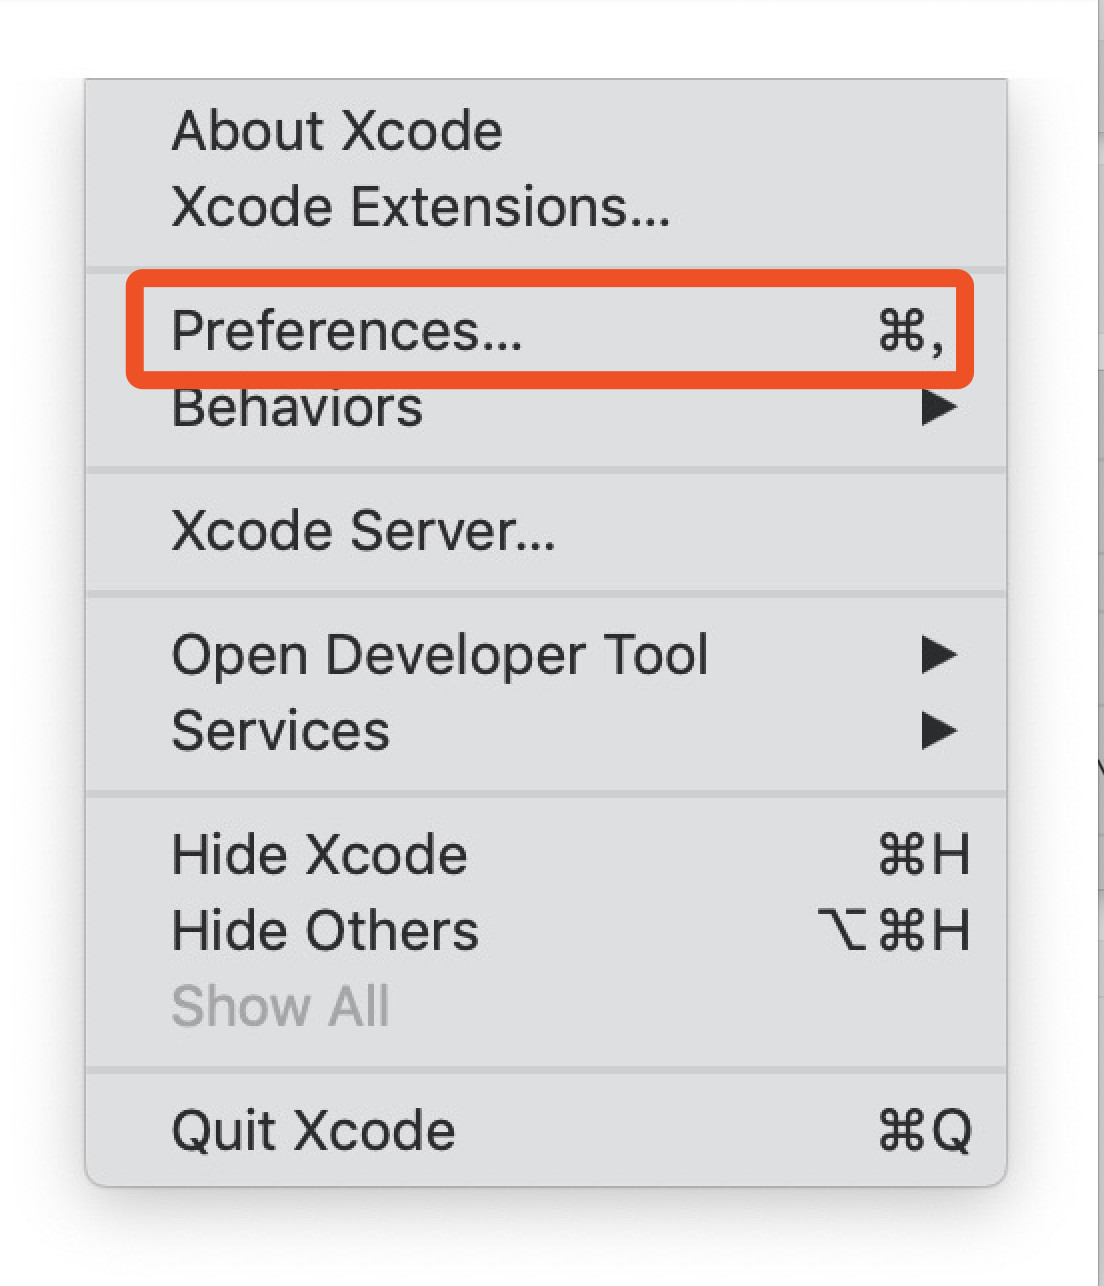 About Xcode
Xcode Extensions...
Preferences... ⌘,
Behaviors ▶
Xcode Server...
Open Developer Tool ▶
Services ▶
Hide Xcode ⌘H
Hide Others ⌥⌘H
Show All
Quit Xcode ⌘Q